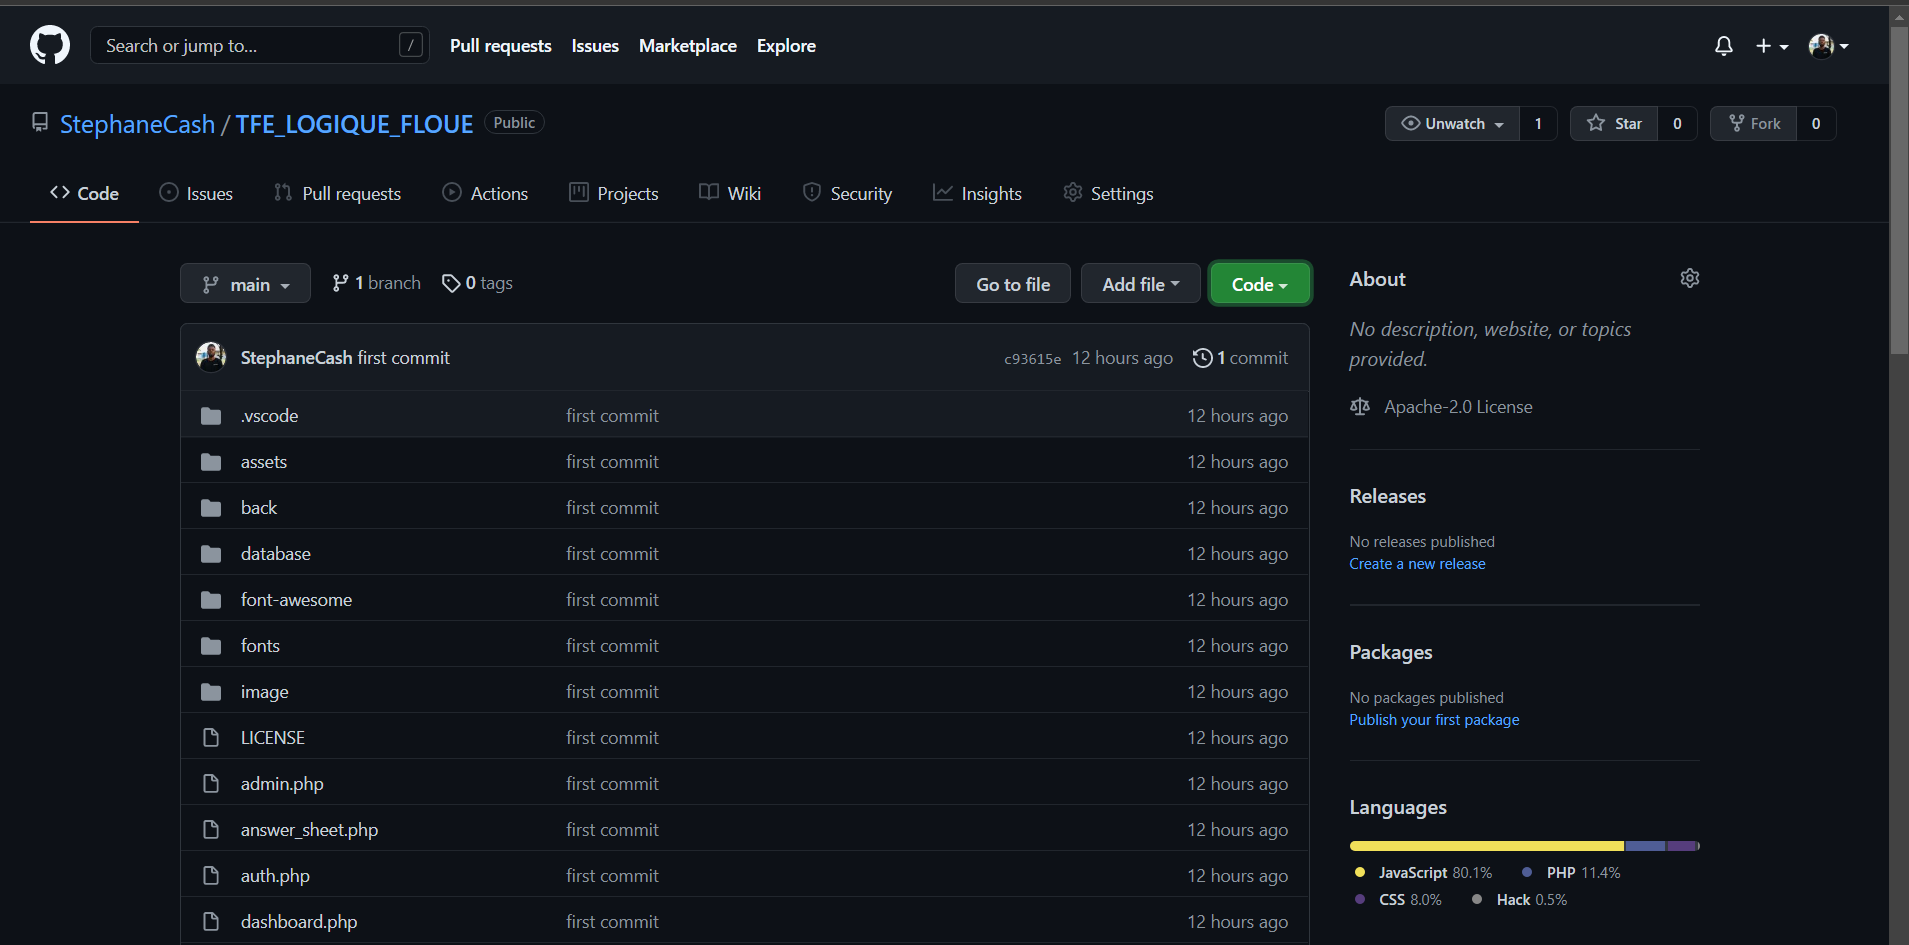 Search or jump to... / Pull requests Issues Marketplace Explore
StephaneCash / TFE_LOGIQUE_FLOUE Public Unwatch 1 Star 0 Fork 0
Code Issues Pull requests Actions Projects Wiki Security Insights Settings
main 1 branch 0 tags Go to file Add file Code
StephaneCash first commit c93615e 12 hours ago 1 commit
.vscode first commit 12 hours ago
assets first commit 12 hours ago
back first commit 12 hours ago
database first commit 12 hours ago
font-awesome first commit 12 hours ago
fonts first commit 12 hours ago
image first commit 12 hours ago
LICENSE first commit 12 hours ago
admin.php first commit 12 hours ago
answer_sheet.php first commit 12 hours ago
auth.php first commit 12 hours ago
dashboard.php first commit 12 hours ago
About
No description, website, or topics
provided.
Apache-2.0 License
Releases
No releases published
Create a new release
Packages
No packages published
Publish your first package
Languages
JavaScript 80.1% PHP 11.4%
CSS 8.0% Hack 0.5%